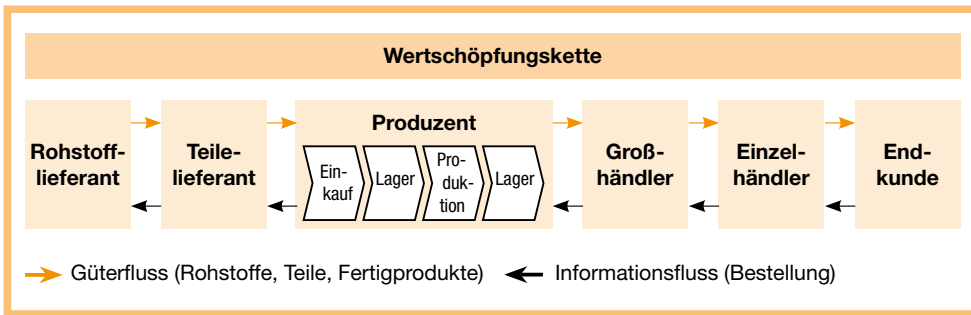 Wertschöpfungskette
Rohstoff-
lieferant
Teile-
lieferant
Produzent
Ein-
kauf
Lager
Pro-
duk-
tion
Lager
Groß-
händler
Einzel-
händler
End-
kunde
Güterfluss (Rohstoffe, Teile, Fertigprodukte)
Informationsfluss (Bestellung)